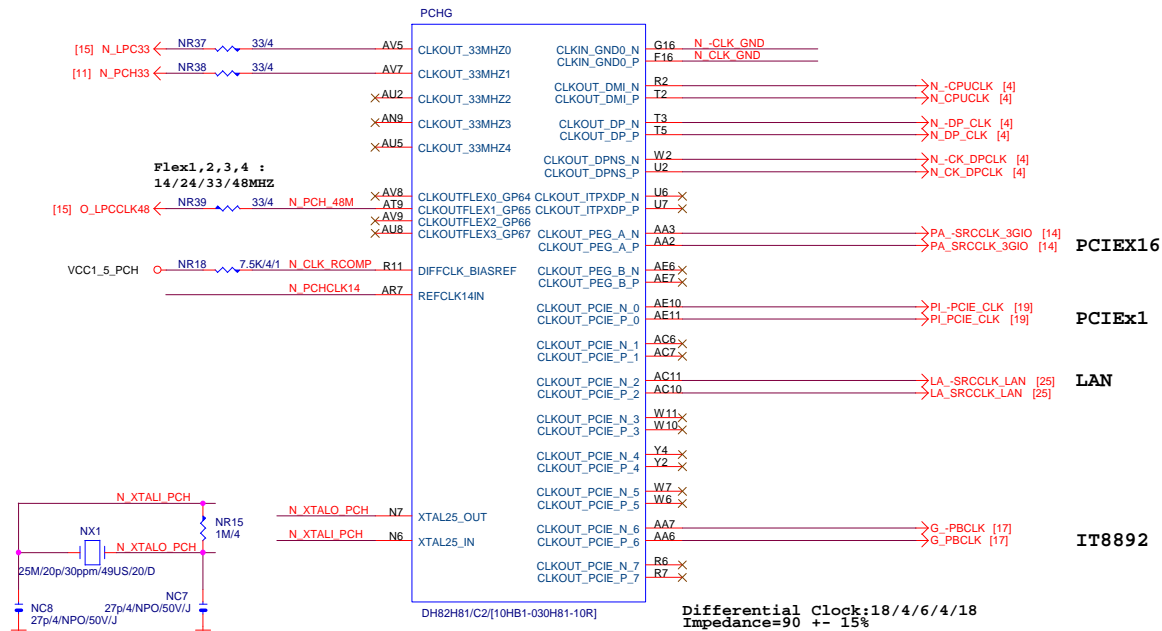 PCHG
[15] N_LPC33 NR37 33/4 AV5 CLKOUT_33MHZ0 CLKIN_GND0_N G16 N_-CLK_GND
CLKIN_GND0_P F16 N_CLK_GND
[11] N_PCH33 NR38 33/4 AV7 CLKOUT_33MHZ1
CLKOUT_DMI_N R2 N_-CPUCLK [4]
AU2 CLKOUT_33MHZ2 CLKOUT_DMI_P T2 N_CPUCLK [4]
AN9 CLKOUT_33MHZ3 CLKOUT_DP_N T3 N_-DP_CLK [4]
CLKOUT_DP_P T5 N_DP_CLK [4]
AU5 CLKOUT_33MHZ4
CLKOUT_DPNS_N W2 N_-CK_DPCLK [4]
CLKOUT_DPNS_P U2 N_CK_DPCLK [4]
Flex1,2,3,4 :
14/24/33/48MHZ
AV8 CLKOUTFLEX0_GP64 CLKOUT_ITPXDP_N U6
[15] O_LPCCLK48 NR39 33/4 N_PCH_48M AT9 CLKOUTFLEX1_GP65 CLKOUT_ITPXDP_P U7
AV9 CLKOUTFLEX2_GP66
AU8 CLKOUTFLEX3_GP67 CLKOUT_PEG_A_N AA3 PA_-SRCCLK_3GIO [14]
CLKOUT_PEG_A_P AA2 PA_SRCCLK_3GIO [14] PCIEX16
VCC1_5_PCH NR18 7.5K/4/1 N_CLK_RCOMP R11 DIFFCLK_BIASREF CLKOUT_PEG_B_N AE6
CLKOUT_PEG_B_P AE7
N_PCHCLK14 AR7 REFCLK14IN
CLKOUT_PCIE_N_0 AE10 PI_-PCIE_CLK [19]
CLKOUT_PCIE_P_0 AE11 PI_PCIE_CLK [19] PCIEx1
CLKOUT_PCIE_N_1 AC6
CLKOUT_PCIE_P_1 AC7
CLKOUT_PCIE_N_2 AC11 LA_-SRCCLK_LAN [25] LAN
CLKOUT_PCIE_P_2 AC10 LA_SRCCLK_LAN [25]
CLKOUT_PCIE_N_3 W11
CLKOUT_PCIE_P_3 W10
CLKOUT_PCIE_N_4 Y4
CLKOUT_PCIE_P_4 Y2
CLKOUT_PCIE_N_5 W7
CLKOUT_PCIE_P_5 W6
N_XTALI_PCH
N_XTALO_PCH N7 XTAL25_OUT
NR15
1M/4
NX1
CLKOUT_PCIE_N_6 AA7 G_-PBCLK [17]
N_XTALI_PCH N6 XTAL25_IN CLKOUT_PCIE_P_6 AA6 G_PBCLK [17] IT8892
N_XTALO_PCH
25M/20p/30ppm/49US/20/D
CLKOUT_PCIE_N_7 R6
CLKOUT_PCIE_P_7 R7
NC8
27p/4/NPO/50V/J
NC7
27p/4/NPO/50V/J
DH82H81/C2/[10HB1-030H81-10R]
Differential Clock:18/4/6/4/18
Impedance=90 +- 15%